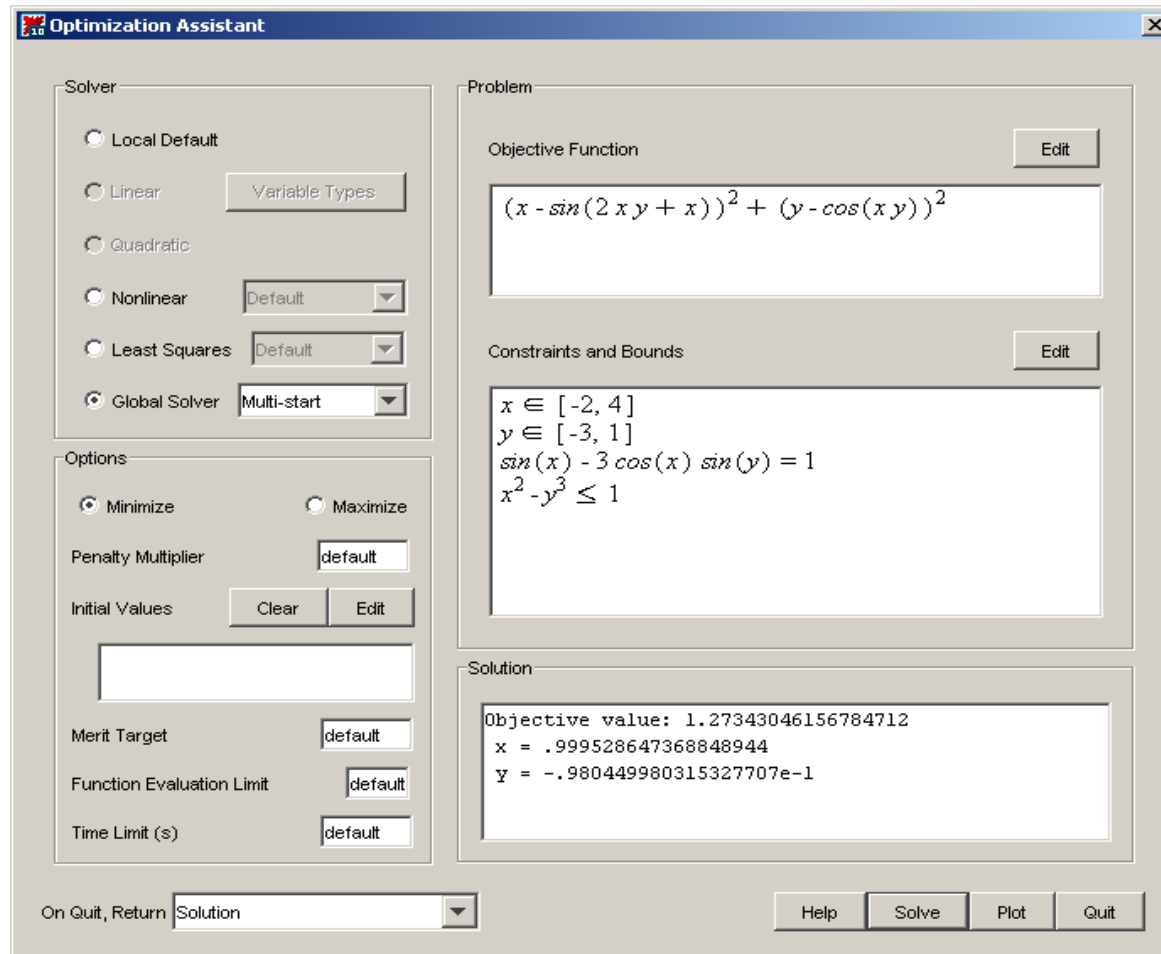 Optimization Assistant
Solver
Local Default
Linear Variable Types
Quadratic
Nonlinear Default
Least Squares Default
Global Solver Multi-start
Options
Minimize Maximize
Penalty Multiplier default
Initial Values Clear Edit
Merit Target default
Function Evaluation Limit default
Time Limit (s) default
Problem
Objective Function Edit
(x - sin(2 x y + x))² + (y - cos(x y))²
Constraints and Bounds Edit
x ∈ [-2, 4]
y ∈ [-3, 1]
sin(x) - 3 cos(x) sin(y) = 1
x² - y³ ≤ 1
Solution
Objective value: 1.27343046156784712
x = .999528647368848944
y = -.980449980315327707e-1
On Quit, Return Solution
Help Solve Plot Quit